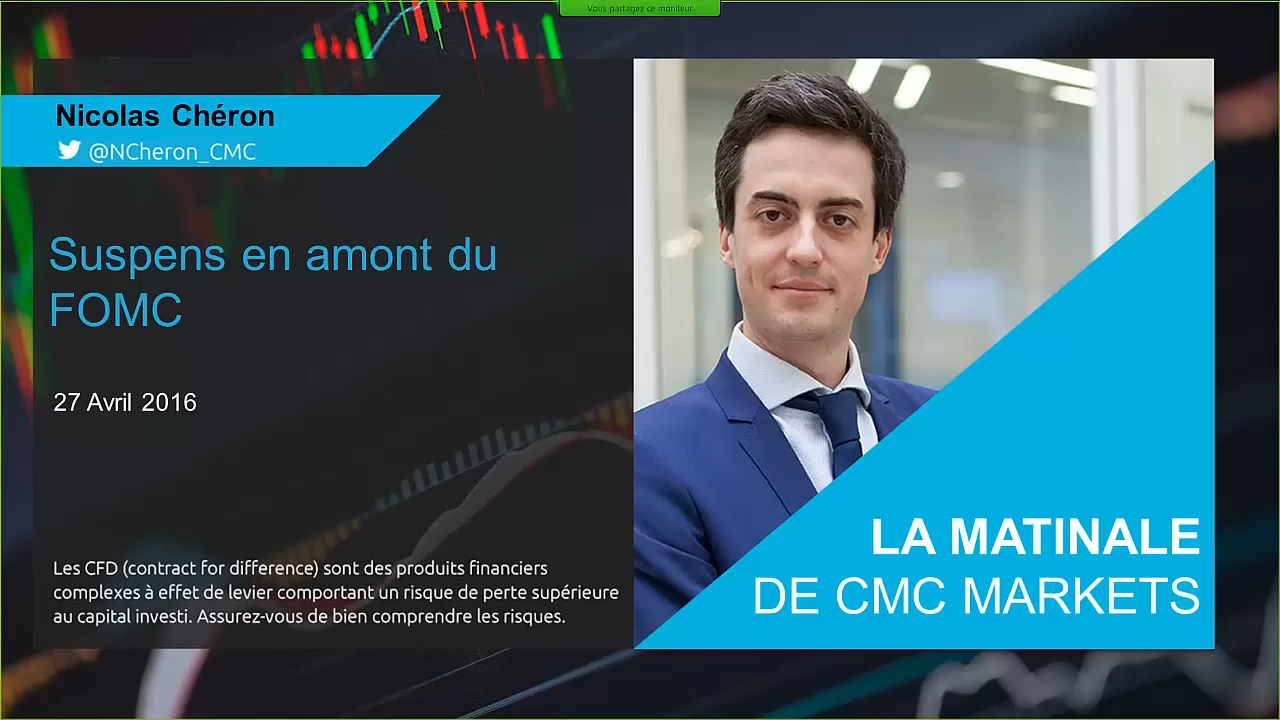 Vous partagez ce moniteur.
Nicolas Chéron
@NCheron_CMC
Suspens en amont du
FOMC
27 Avril 2016
Les CFD (contract for difference) sont des produits financiers
complexes à effet de levier comportant un risque de perte supérieure
au capital investi. Assurez-vous de bien comprendre les risques.
LA MATINALE
DE CMC MARKETS